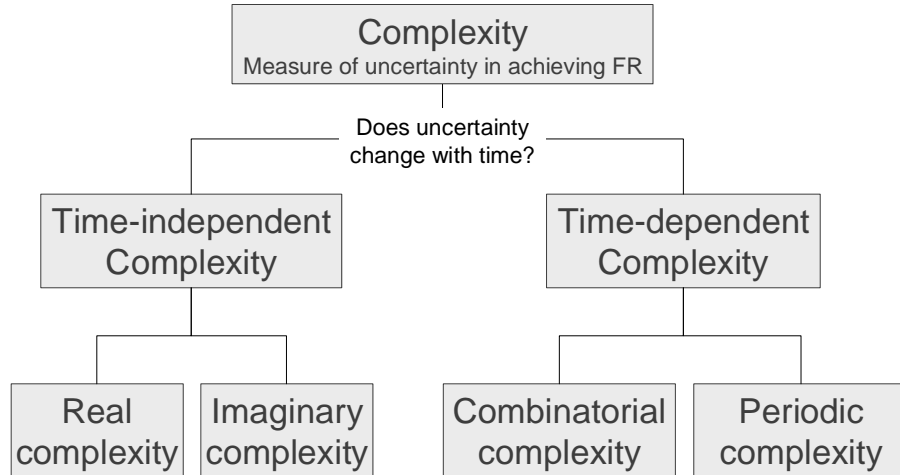 Complexity
Measure of uncertainty in achieving FR
Does uncertainty
change with time?
Time-independent
Complexity
Time-dependent
Complexity
Real
complexity
Imaginary
complexity
Combinatorial
complexity
Periodic
complexity